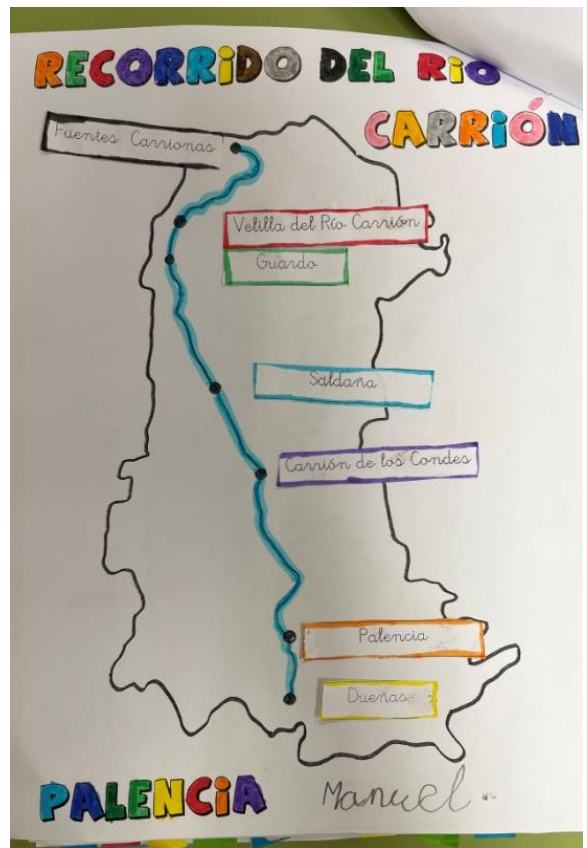 RECORRiDO DEL RiO
CARRiÓN
Fuentes Carrionas
Velilla del Río Carrión
Guardo
Saldaña
Carrión de los Condes
Palencia
Dueñas
PALENCiA
Manuel.